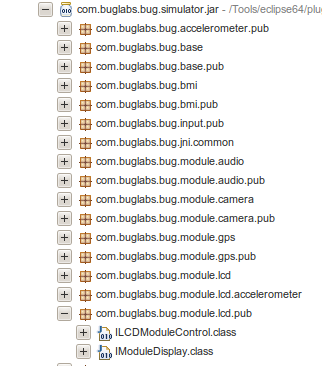 com.buglabs.bug.simulator.jar - /Tools/eclipse64/plu
com.buglabs.bug.accelerometer.pub
com.buglabs.bug.base
com.buglabs.bug.base.pub
com.buglabs.bug.bmi
com.buglabs.bug.bmi.pub
com.buglabs.bug.input.pub
com.buglabs.bug.jni.common
com.buglabs.bug.module.audio
com.buglabs.bug.module.audio.pub
com.buglabs.bug.module.camera
com.buglabs.bug.module.camera.pub
com.buglabs.bug.module.gps
com.buglabs.bug.module.gps.pub
com.buglabs.bug.module.lcd
com.buglabs.bug.module.lcd.accelerometer
com.buglabs.bug.module.lcd.pub
ILCDModuleControl.class
IModuleDisplay.class